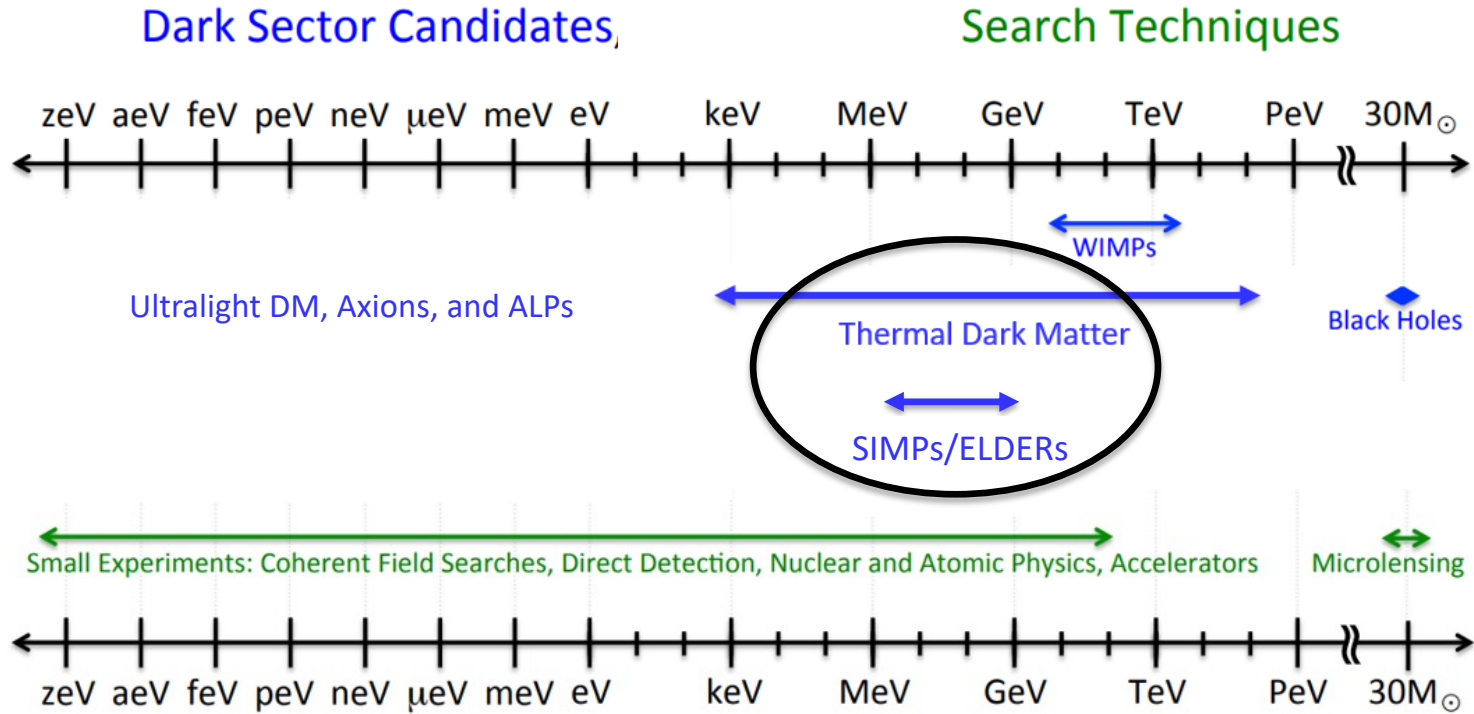 Dark Sector Candidates, Search Techniques
zeV aeV feV peV neV μeV meV eV keV MeV GeV TeV PeV 30M☉
WIMPs
Ultralight DM, Axions, and ALPs
Thermal Dark Matter
Black Holes
SIMPs/ELDERs
Small Experiments: Coherent Field Searches, Direct Detection, Nuclear and Atomic Physics, Accelerators
Microlensing
zeV aeV feV peV neV μeV meV eV keV MeV GeV TeV PeV 30M☉